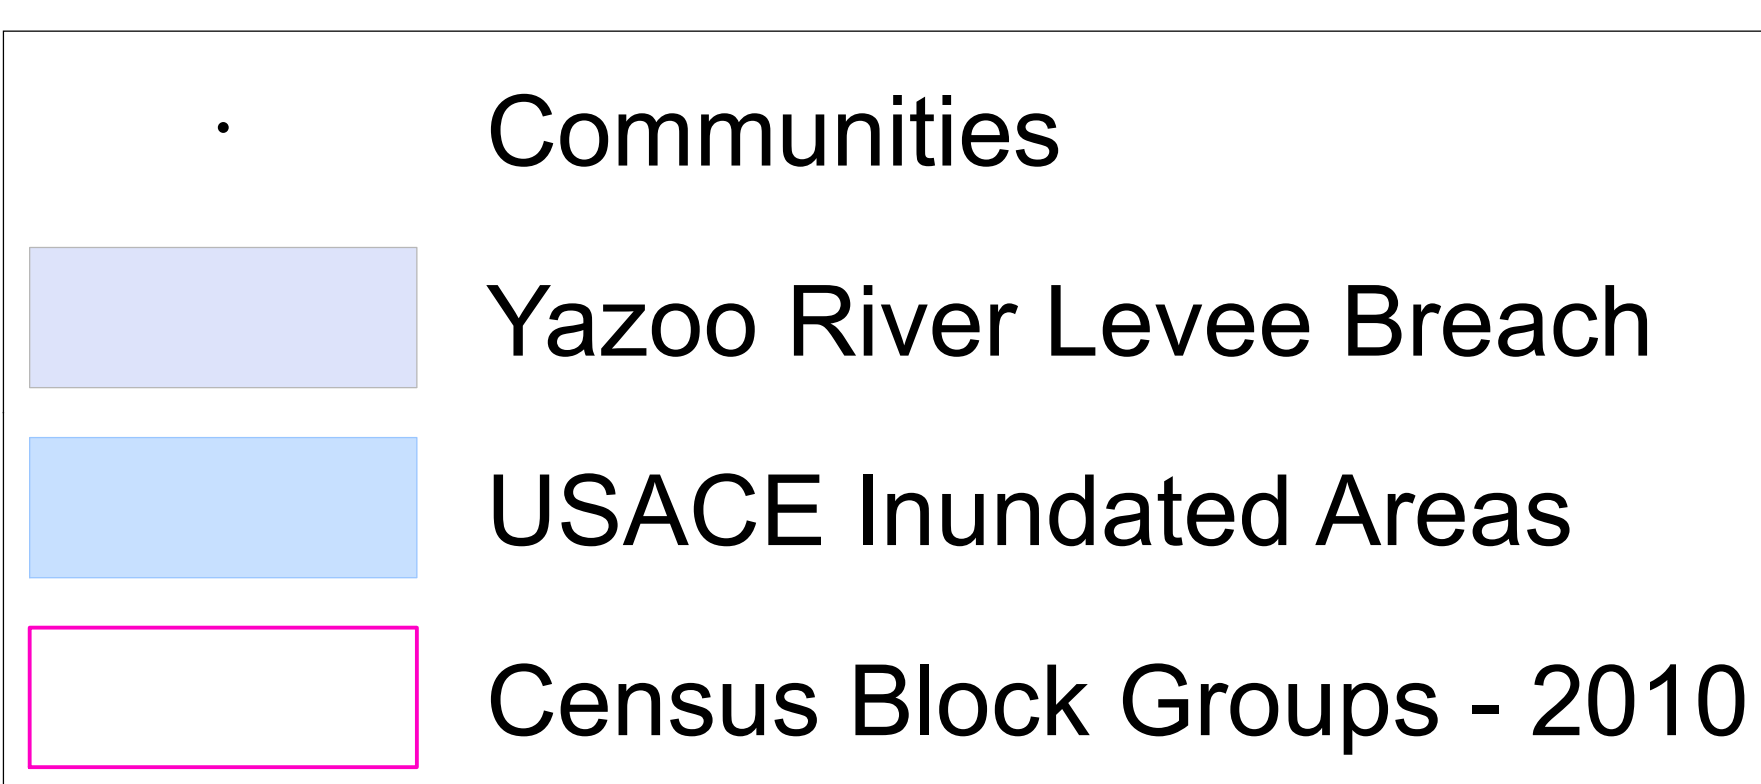 Communities
Yazoo River Levee Breach
USACE Inundated Areas
Census Block Groups - 2010